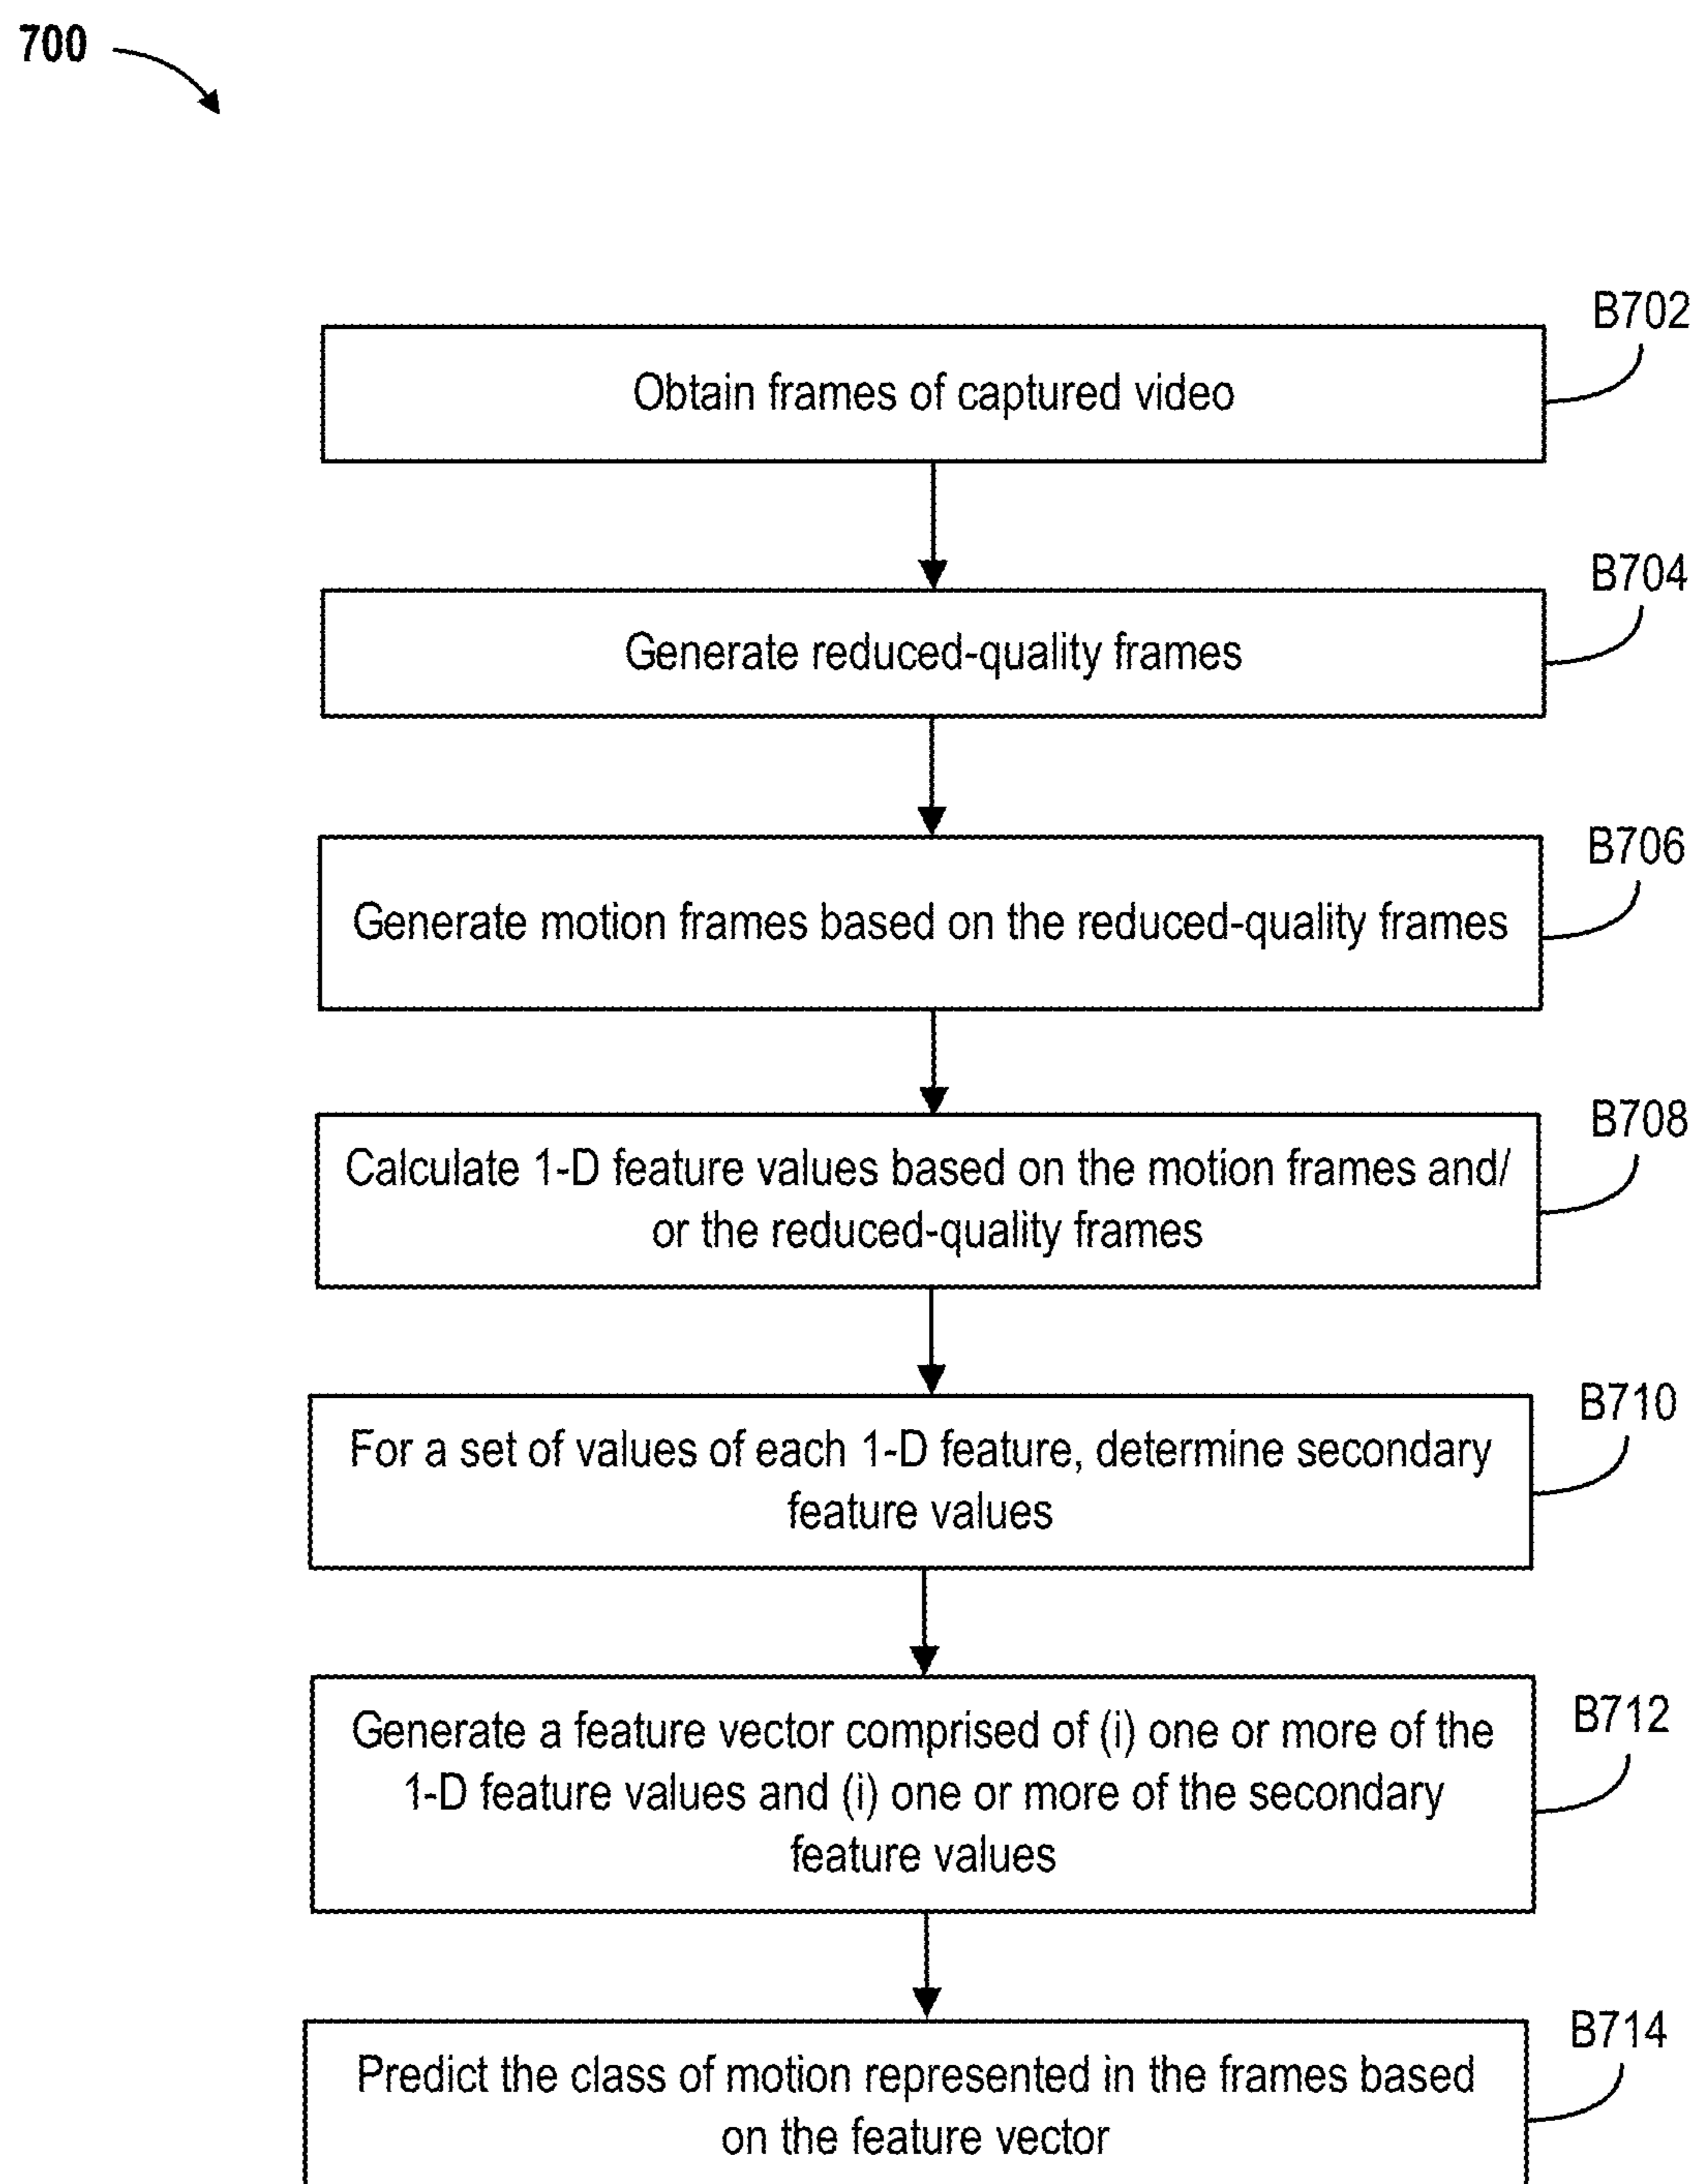 700
B702
Obtain frames of captured video
B704
Generate reduced-quality frames
B706
Generate motion frames based on the reduced-quality frames
B708
Calculate 1-D feature values based on the motion frames and/
or the reduced-quality frames
B710
For a set of values of each 1-D feature, determine secondary
feature values
B712
Generate a feature vector comprised of (i) one or more of the
1-D feature values and (i) one or more of the secondary
feature values
B714
Predict the class of motion represented in the frames based
on the feature vector